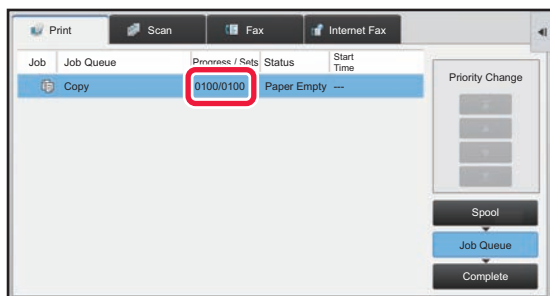 Print
Scan
Fax
Internet Fax
Job
Job Queue
Progress / Sets
Status
Start
Time
Copy
0100/0100
Paper Empty
---
Priority Change
Spool
Job Queue
Complete